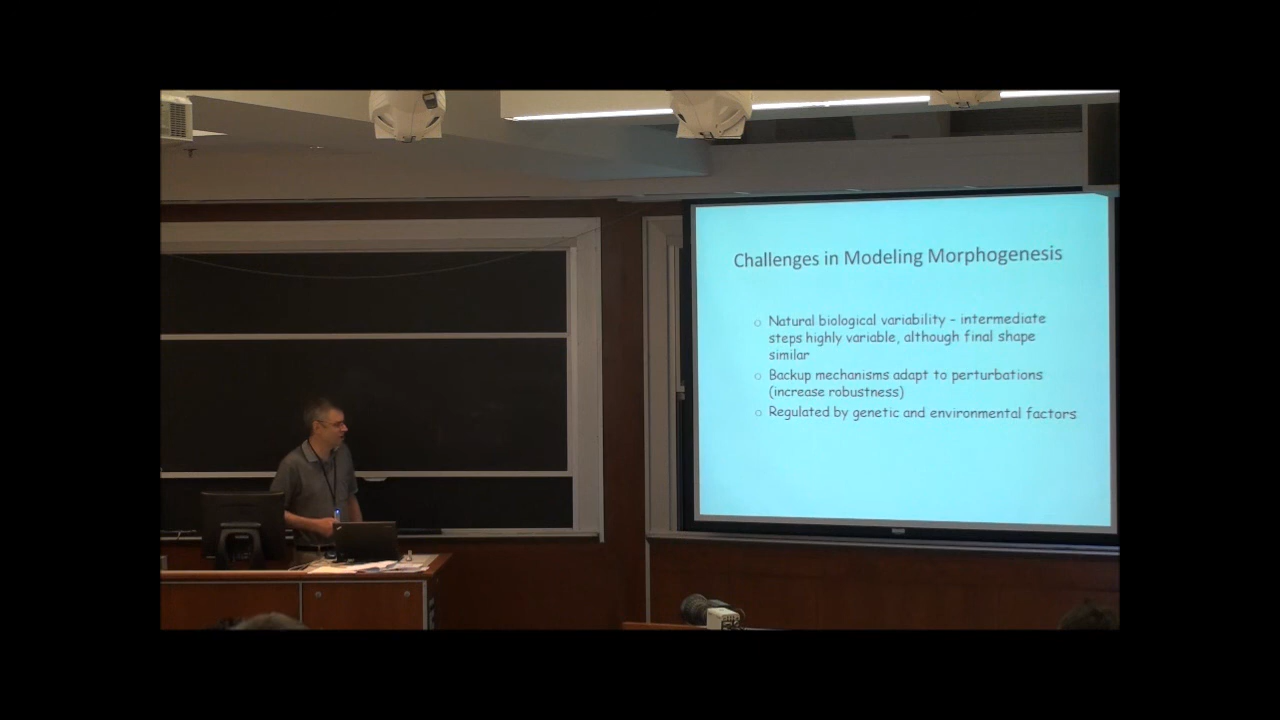 Challenges in Modeling Morphogenesis
○ Natural biological variability – intermediate
steps highly variable, although final shape
similar
○ Backup mechanisms adapt to perturbations
(increase robustness)
○ Regulated by genetic and environmental factors